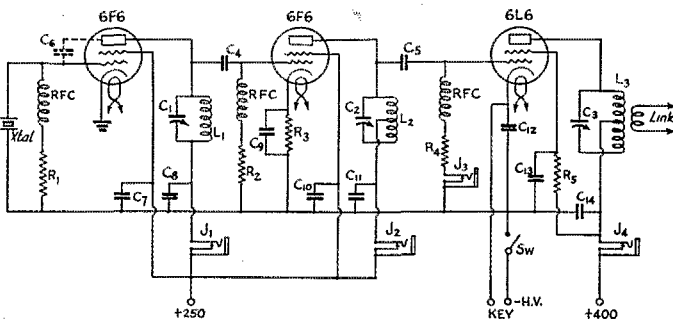 6F6 6F6 6L6
C6 C4 C5 L3
RFC C1 L1 RFC C2 L2 RFC C3 Link
Xtal C9 R3 C12
R1 R2 R4 J3 C13 R5
C7 C8 C10 C11 C14
J1 J2 Sw J4
+250 KEY -H.V. +400